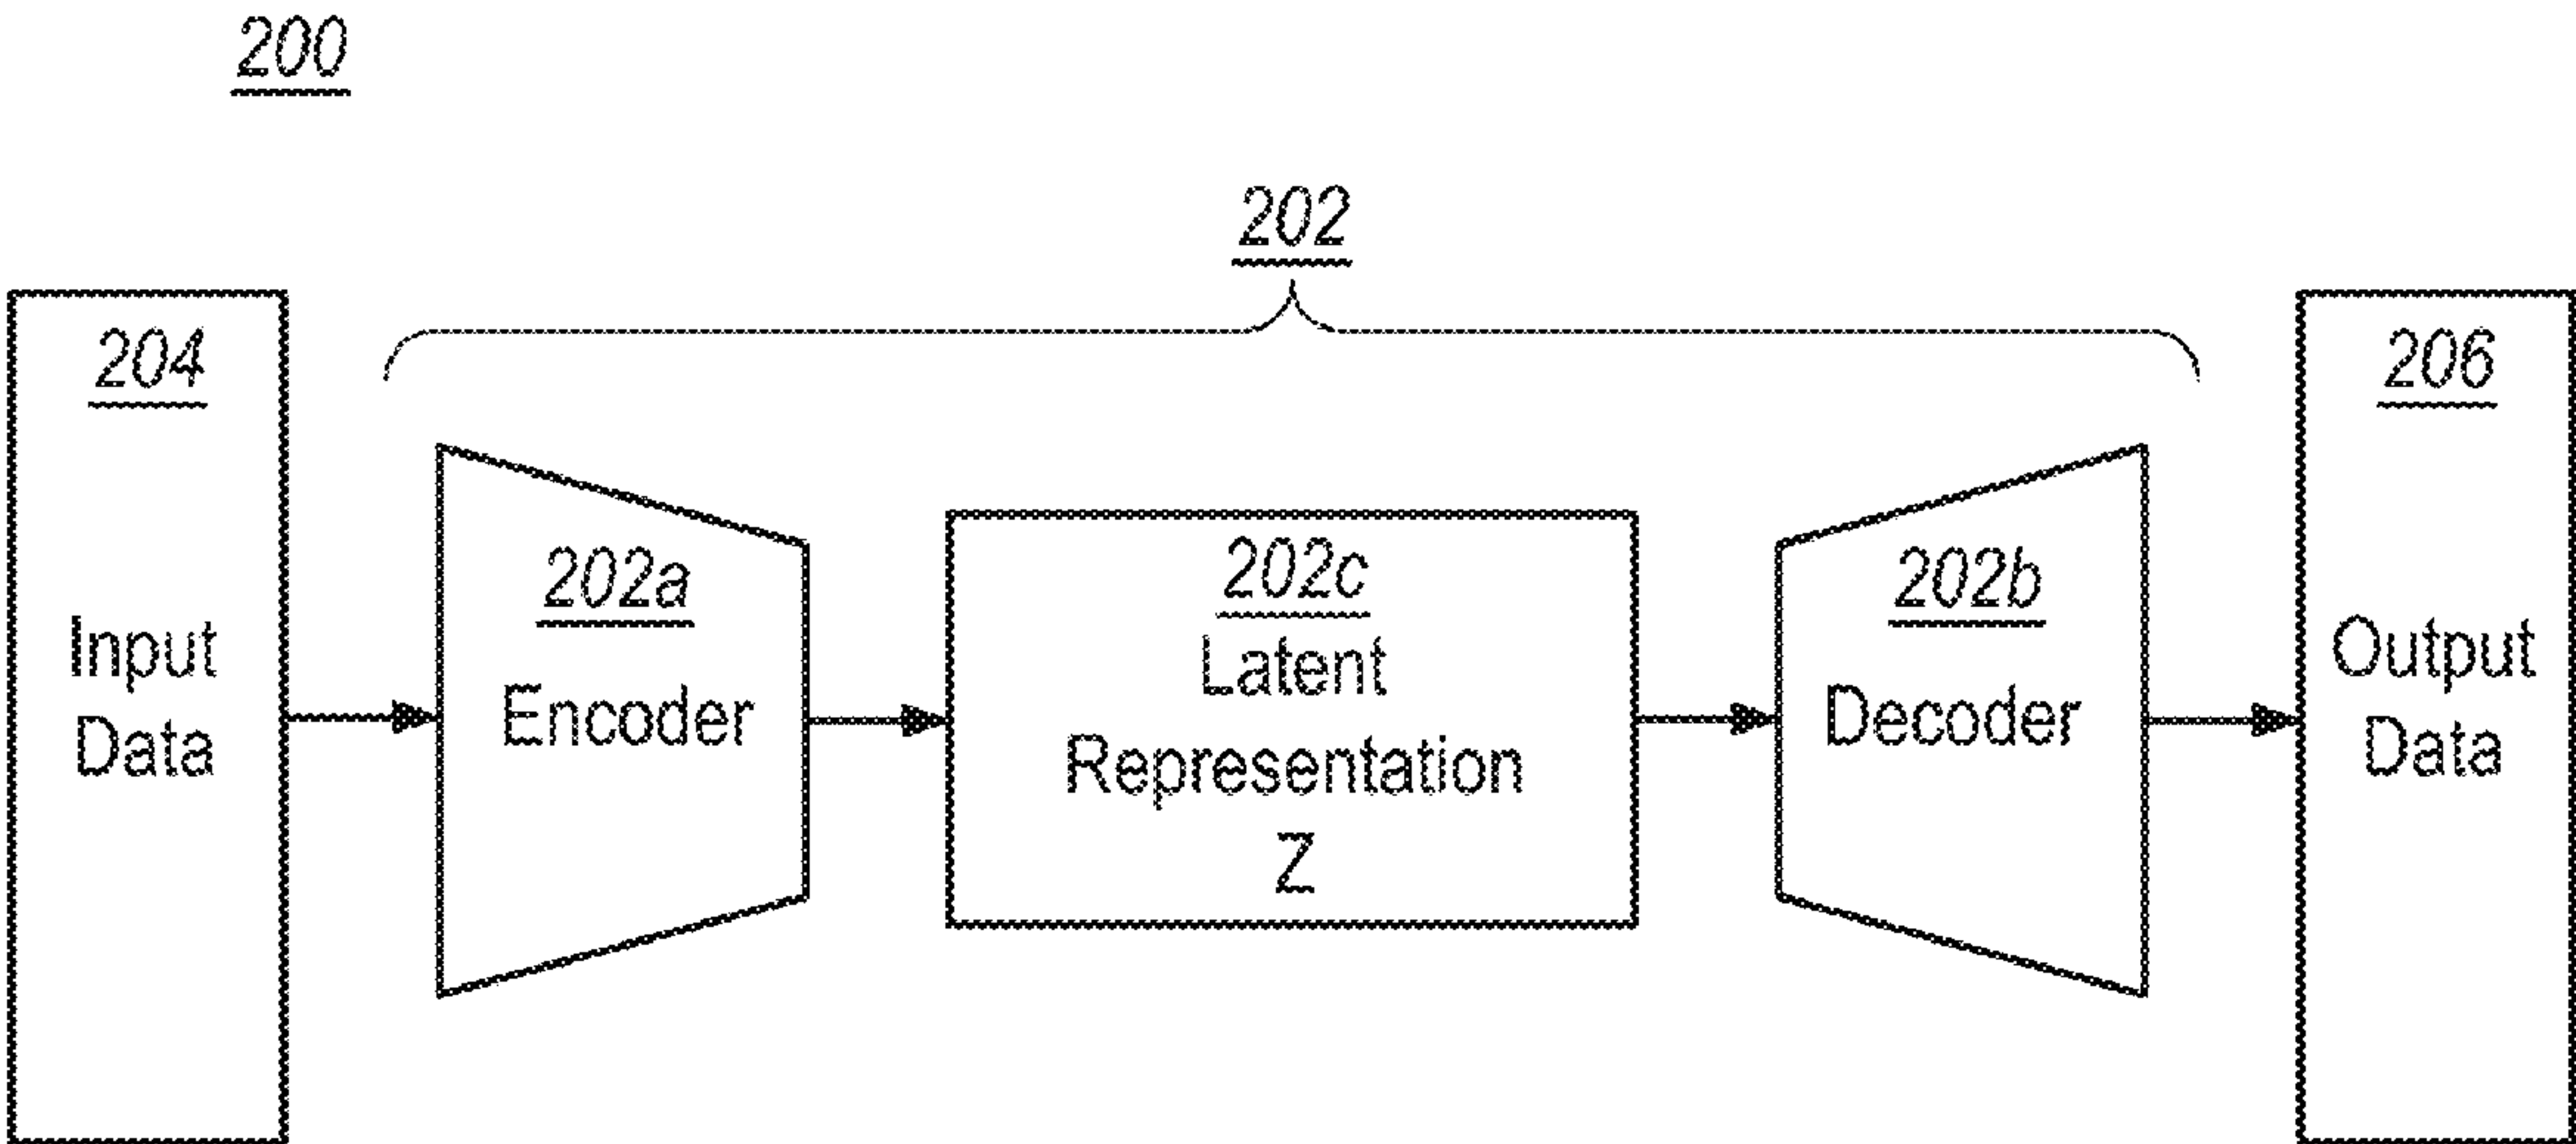 200
202
204
Input
Data
202a
Encoder
202c
Latent
Representation
Z
202b
Decoder
206
Output
Data